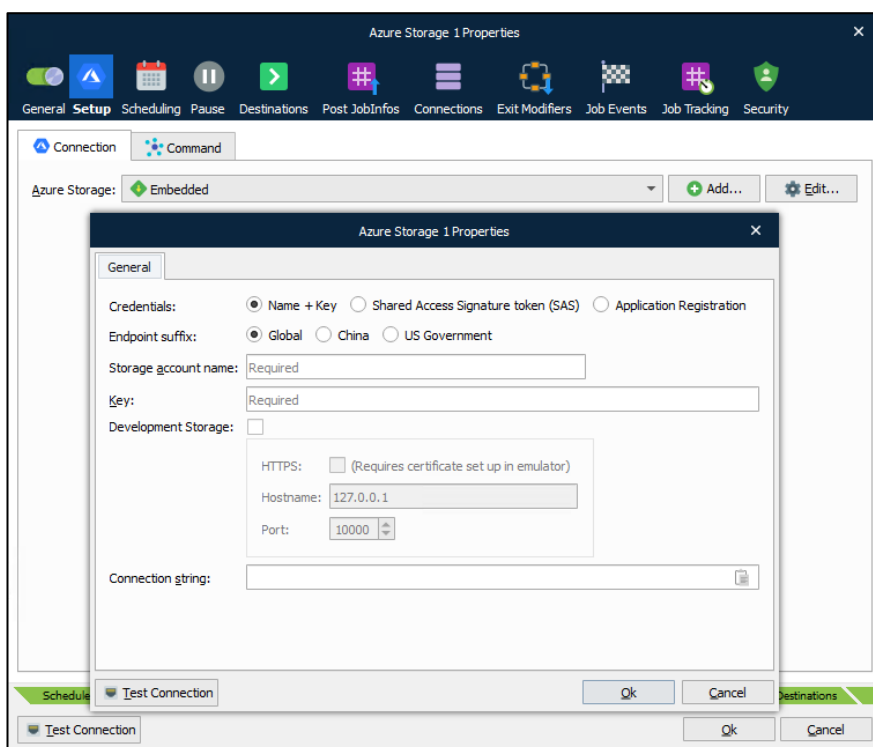 Azure Storage 1 Properties
General Setup Scheduling Pause Destinations Post JobInfos Connections Exit Modifiers Job Events Job Tracking Security
Connection Command
Azure Storage: Embedded Add... Edit...
Azure Storage 1 Properties
General
Credentials: Name + Key Shared Access Signature token (SAS) Application Registration
Endpoint suffix: Global China US Government
Storage account name: Required
Key: Required
Development Storage:
HTTPS: (Requires certificate set up in emulator)
Hostname: 127.0.0.1
Port: 10000
Connection string:
Test Connection Ok Cancel
Schedule Destinations
Test Connection Ok Cancel